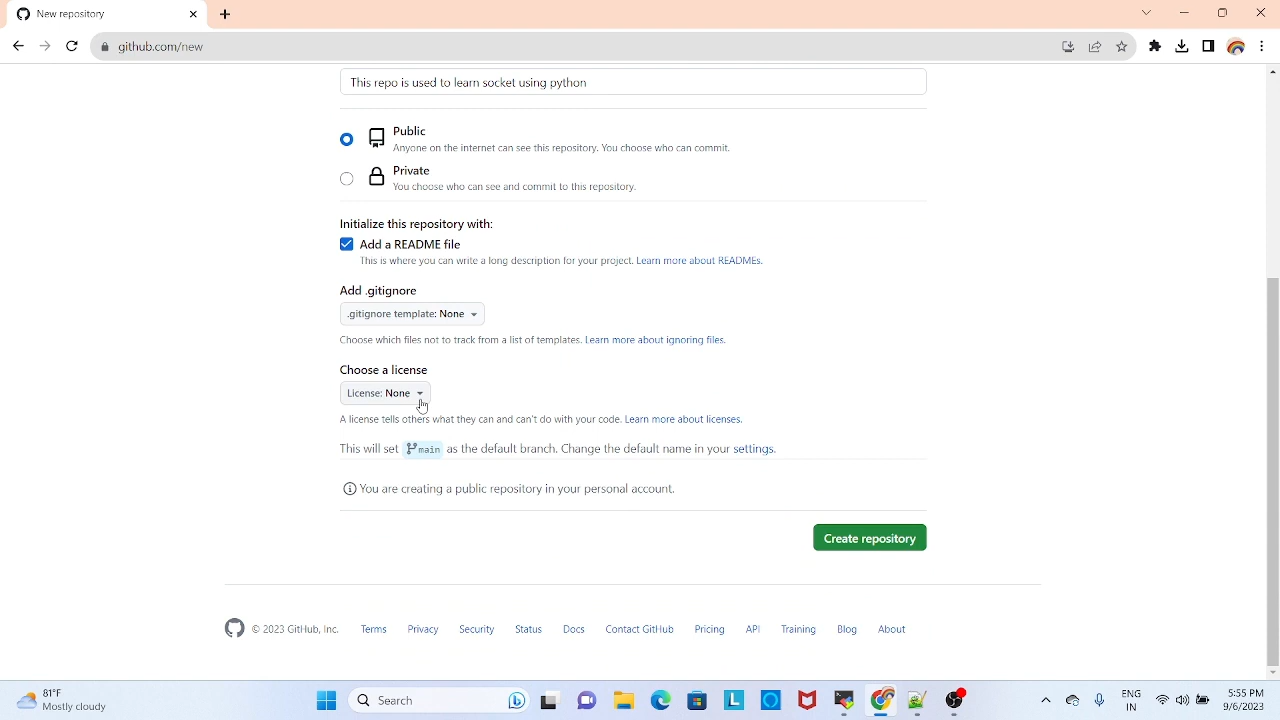 New repository
github.com/new
This repo is used to learn socket using python
Public
Anyone on the internet can see this repository. You choose who can commit.
Private
You choose who can see and commit to this repository.
Initialize this repository with:
Add a README file
This is where you can write a long description for your project. Learn more about READMEs.
Add .gitignore
.gitignore template: None
Choose which files not to track from a list of templates. Learn more about ignoring files.
Choose a license
License: None
A license tells others what they can and can't do with your code. Learn more about licenses.
This will set main as the default branch. Change the default name in your settings.
You are creating a public repository in your personal account.
Create repository
© 2023 GitHub, Inc. Terms Privacy Security Status Docs Contact GitHub Pricing API Training Blog About
81°F
Mostly cloudy
Search
L
ENG
IN
5:55 PM
9/6/2023